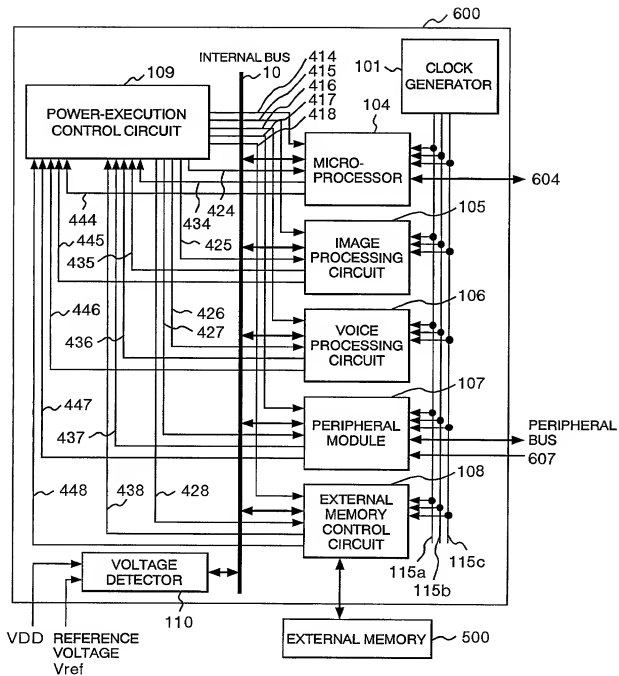 600
INTERNAL BUS
10
414
415
416
417
418
109
POWER-EXECUTION
CONTROL CIRCUIT
101
CLOCK
GENERATOR
104
MICRO-
PROCESSOR
604
444
434
424
445
435
425
105
IMAGE
PROCESSING
CIRCUIT
446
436
426
427
106
VOICE
PROCESSING
CIRCUIT
447
437
107
PERIPHERAL
MODULE
PERIPHERAL
BUS
607
448
438
428
108
EXTERNAL
MEMORY
CONTROL
CIRCUIT
115a
115b
115c
VOLTAGE
DETECTOR
110
VDD
REFERENCE
VOLTAGE
Vref
EXTERNAL MEMORY
500